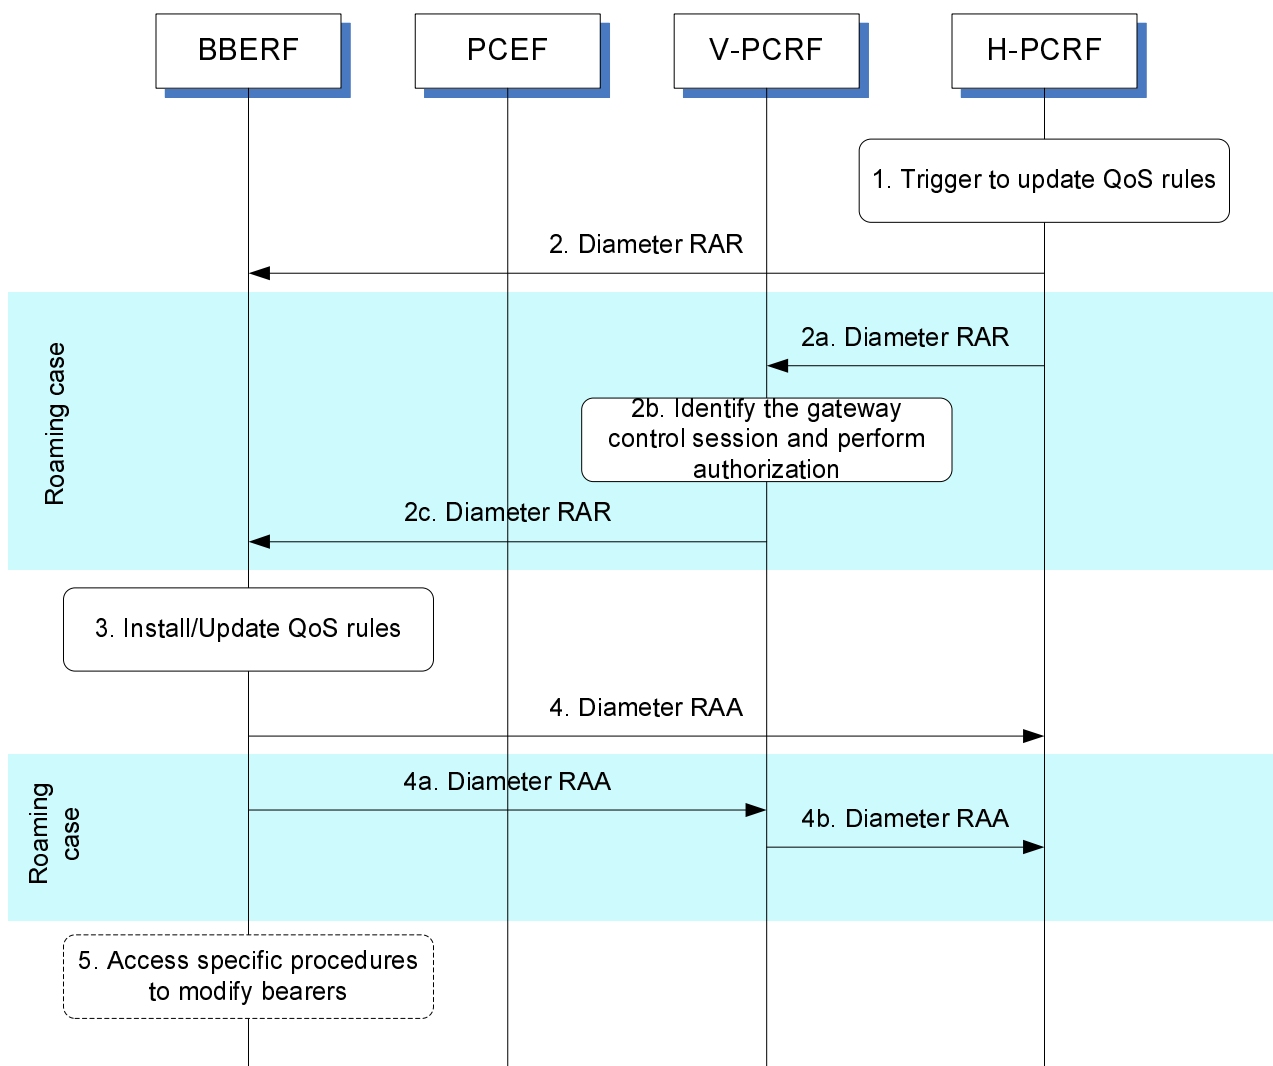 BBERF
PCEF
V-PCRF
H-PCRF
1. Trigger to update QoS rules
2. Diameter RAR
Roaming case
2a. Diameter RAR
2b. Identify the gateway
control session and perform
authorization
2c. Diameter RAR
3. Install/Update QoS rules
4. Diameter RAA
Roaming
case
4a. Diameter RAA
4b. Diameter RAA
5. Access specific procedures
to modify bearers